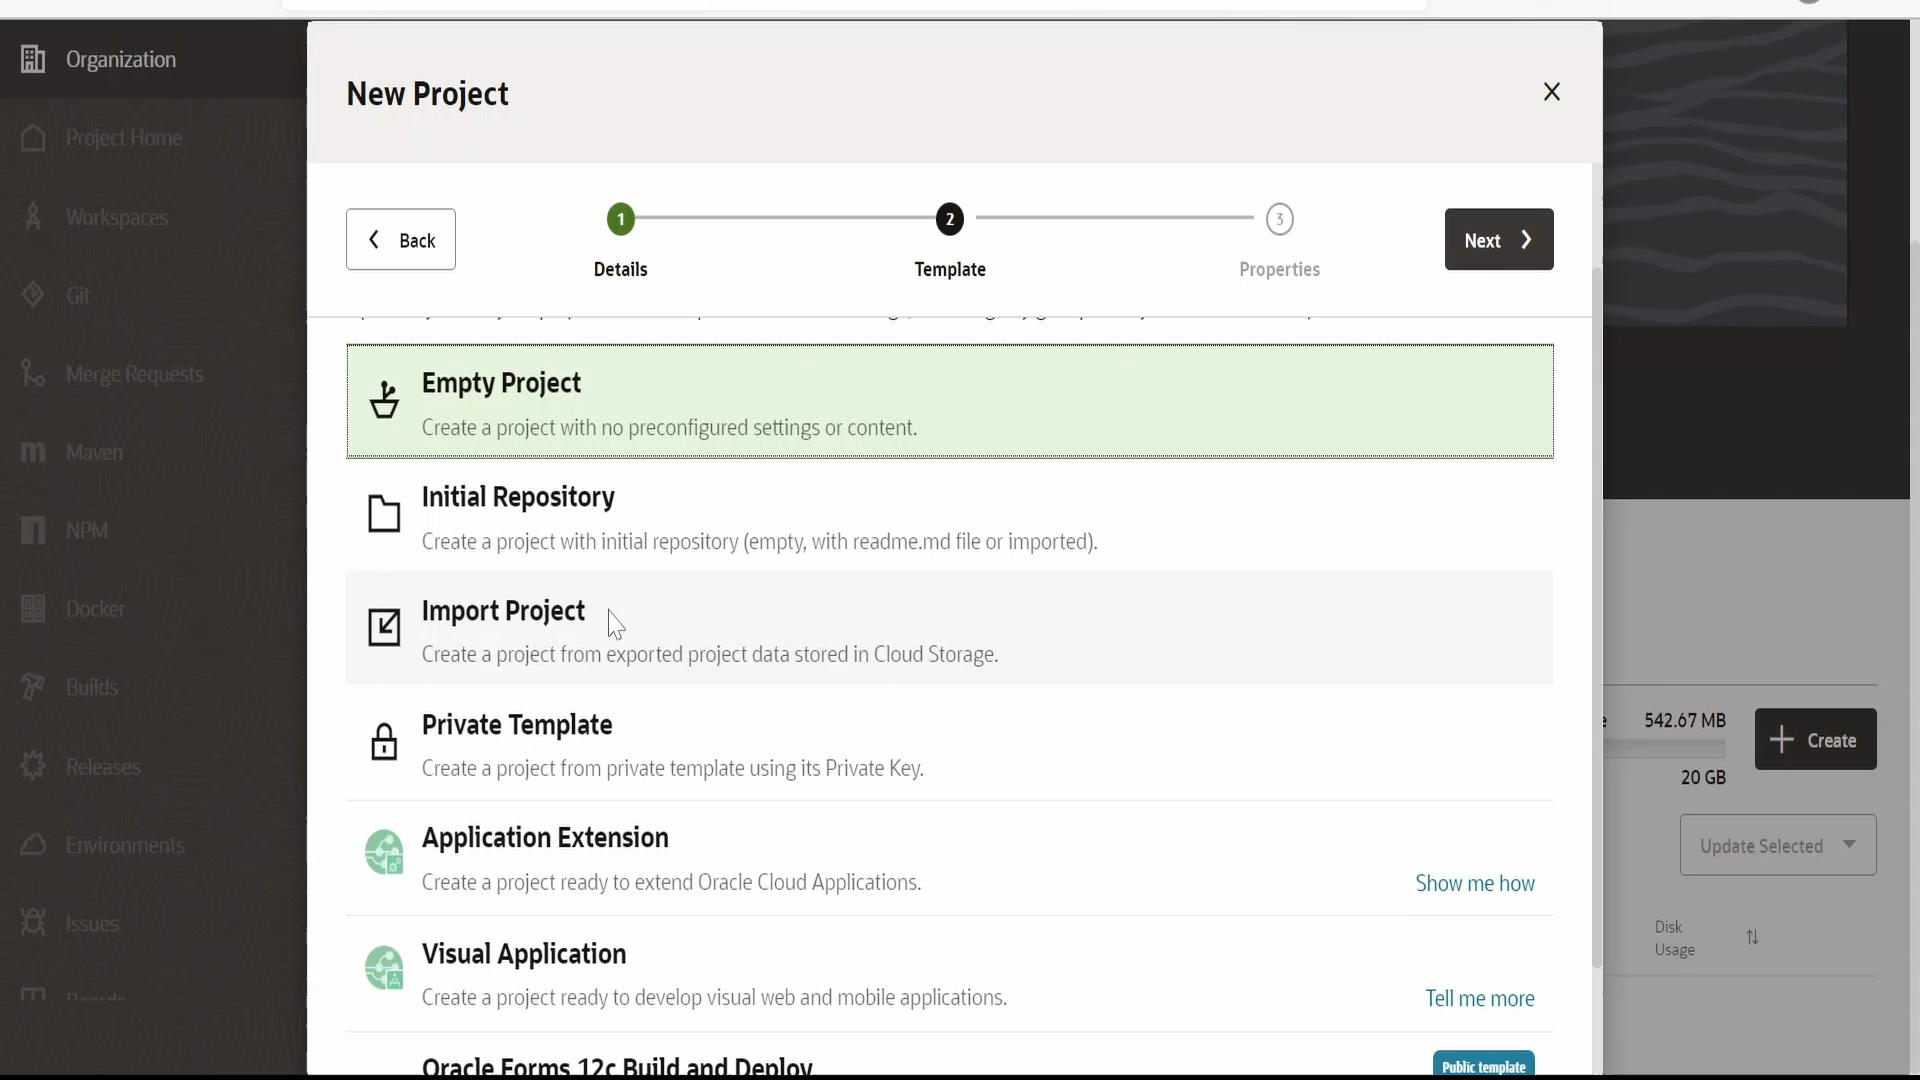 Organization
Project Home
Workspaces
Git
Merge Requests
Maven
NPM
Docker
Builds
Releases
Environments
Issues
Boards
New Project
Back
1
Details
2
Template
3
Properties
Next
Empty Project
Create a project with no preconfigured settings or content.
Initial Repository
Create a project with initial repository (empty, with readme.md file or imported).
Import Project
Create a project from exported project data stored in Cloud Storage.
Private Template
Create a project from private template using its Private Key.
Application Extension
Create a project ready to extend Oracle Cloud Applications.
Show me how
Visual Application
Create a project ready to develop visual web and mobile applications.
Tell me more
Oracle Forms 12c Build and Deploy
Public template
e 542.67 MB
20 GB
Create
Update Selected
Disk
Usage